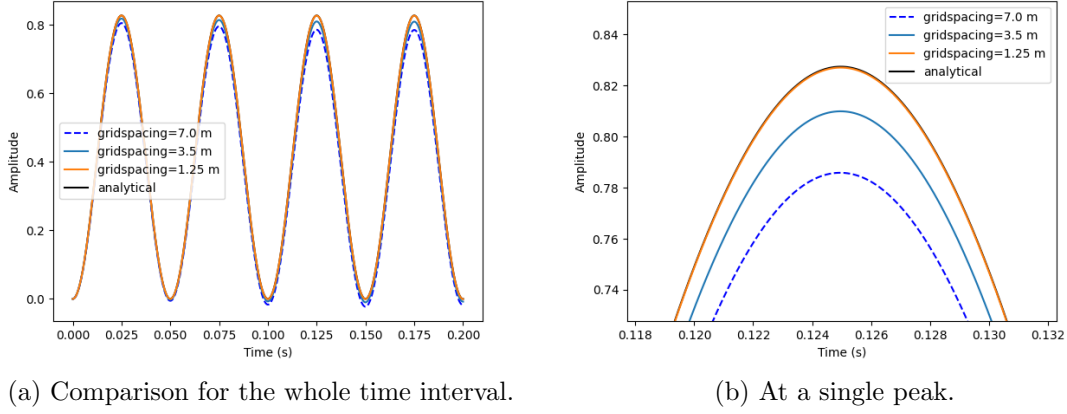 0.8
0.6
0.4
0.2
0.0
Amplitude
gridspacing=7.0 m
gridspacing=3.5 m
gridspacing=1.25 m
analytical
0.000 0.025 0.050 0.075 0.100 0.125 0.150 0.175 0.200
Time (s)
(a) Comparison for the whole time interval.
0.84
0.82
0.80
0.78
0.76
0.74
Amplitude
gridspacing=7.0 m
gridspacing=3.5 m
gridspacing=1.25 m
analytical
0.118 0.120 0.122 0.124 0.126 0.128 0.130 0.132
Time (s)
(b) At a single peak.